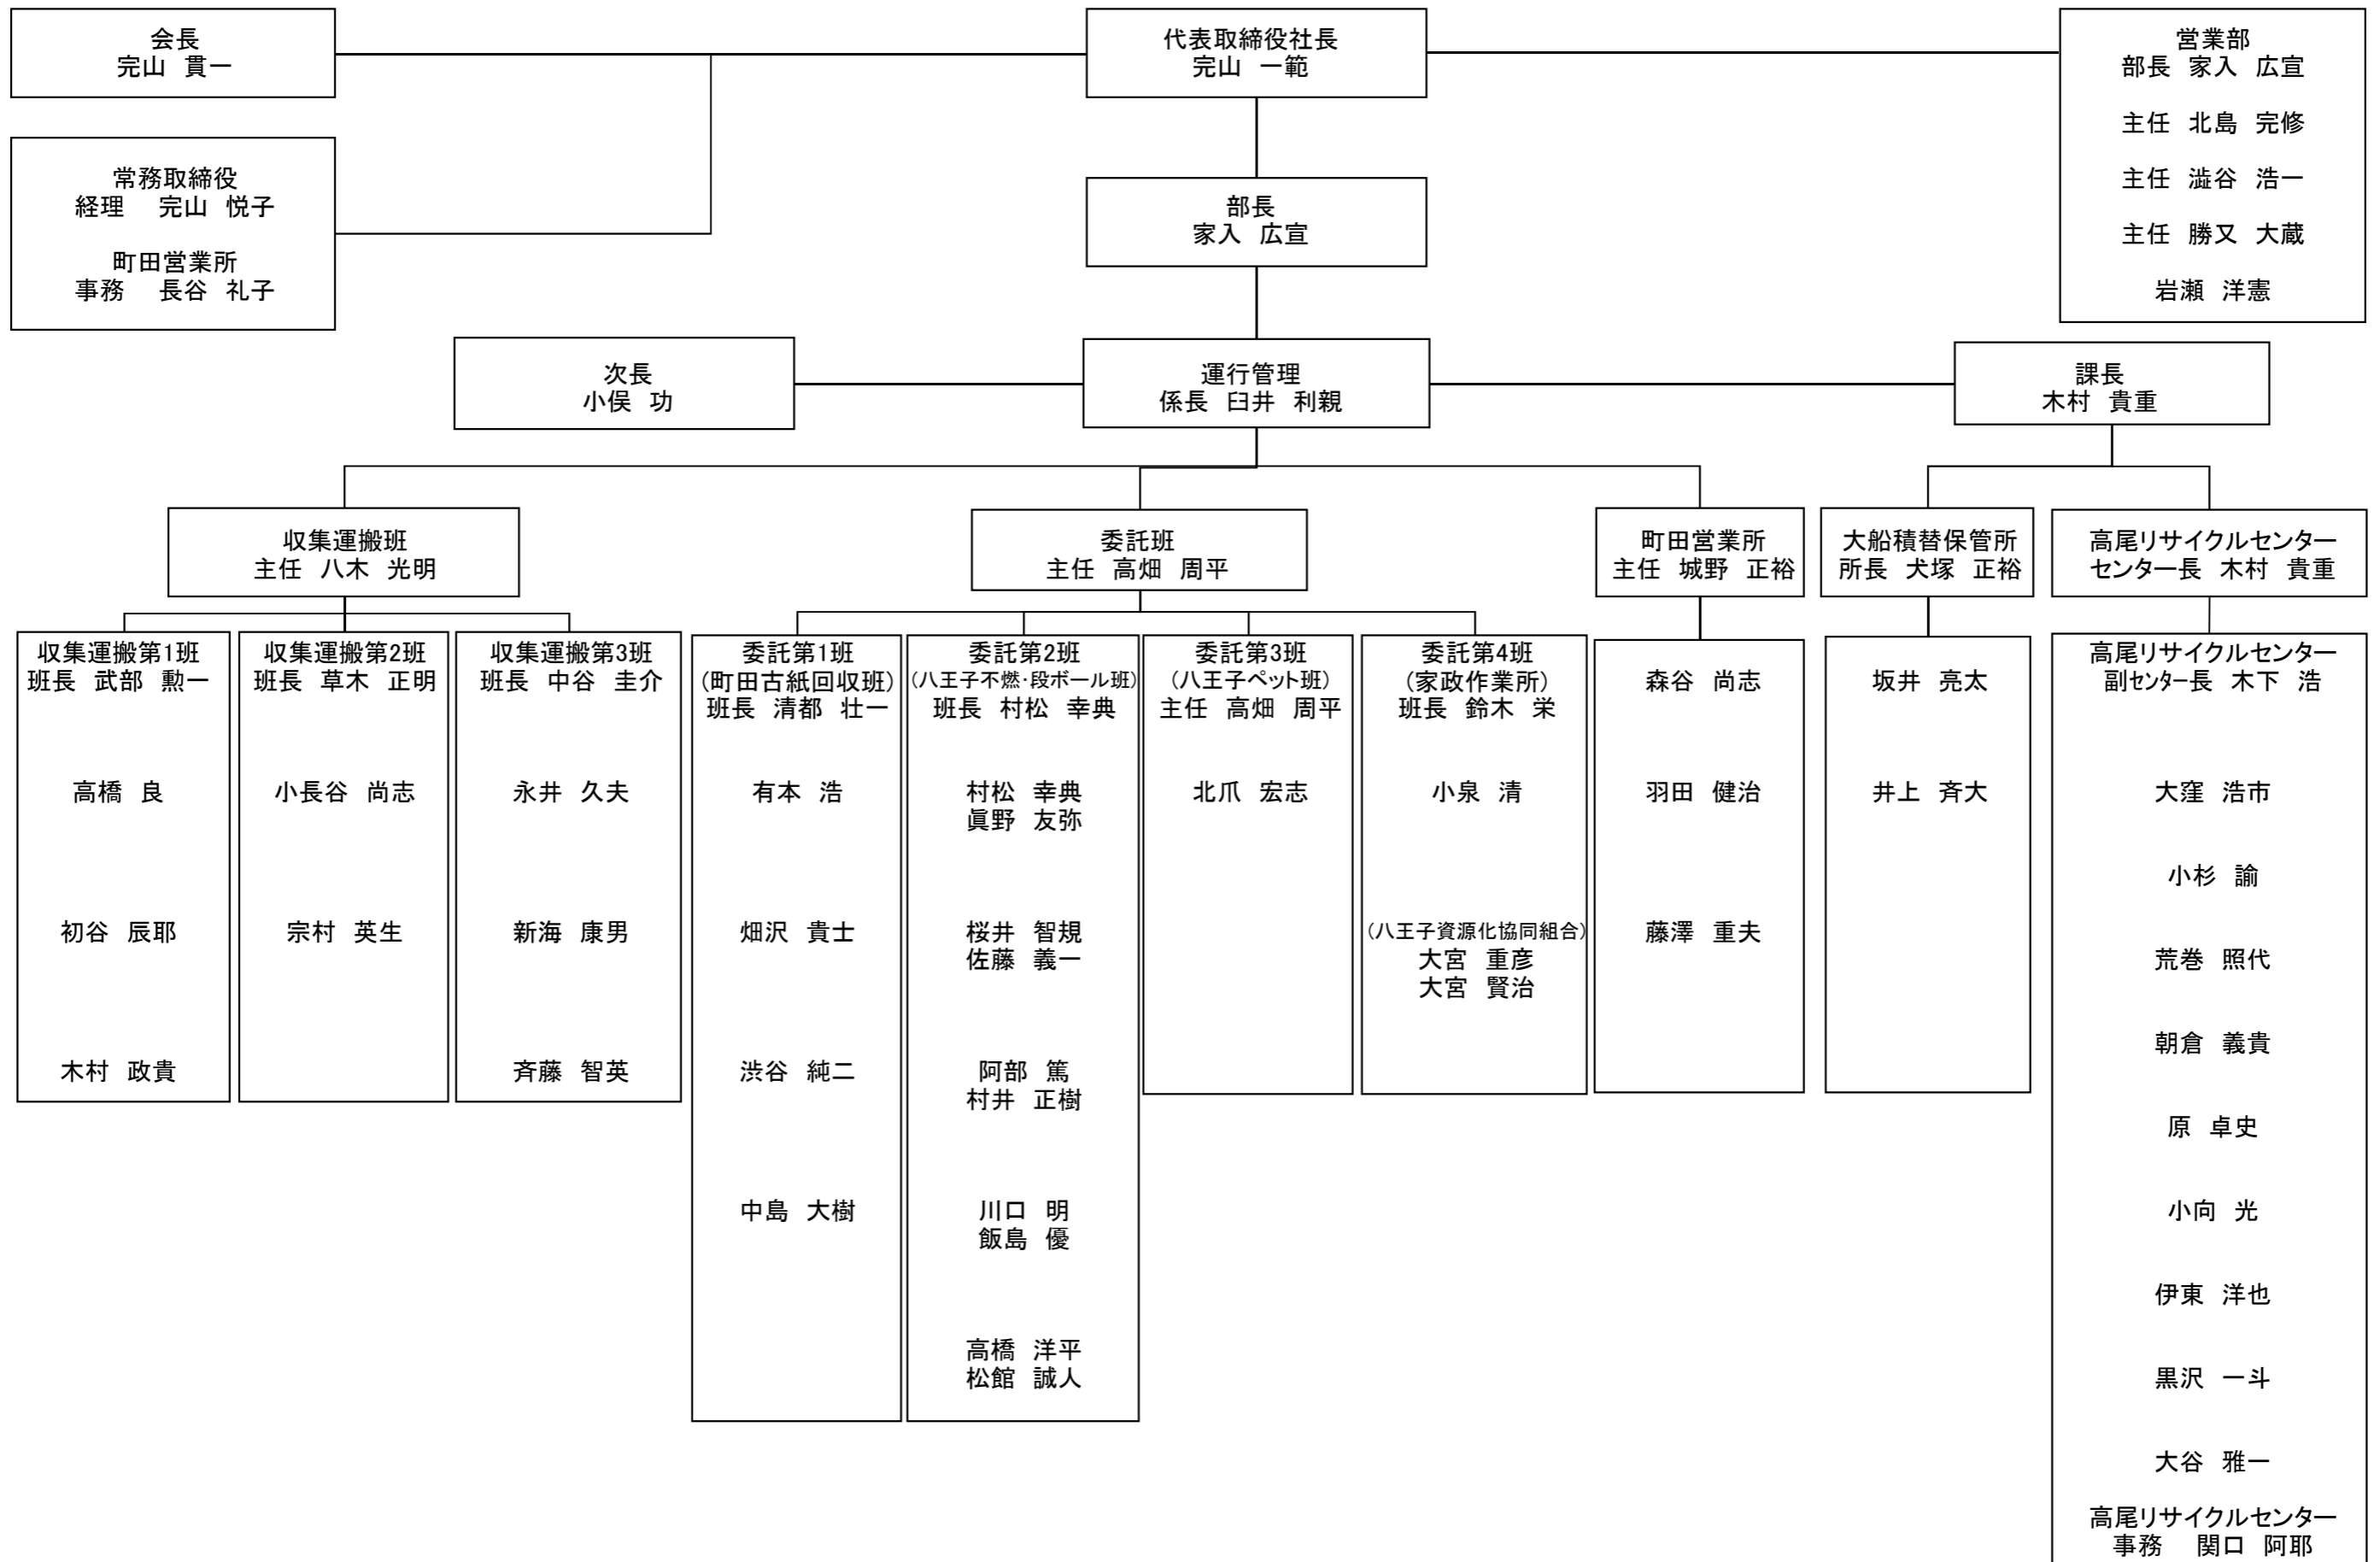 会長
完山 貫一
代表取締役社長
完山 一範
営業部
部長 家入 広宣
主任 北島 完修
主任 澁谷 浩一
主任 勝又 大蔵
岩瀬 洋憲
常務取締役
経理 完山 悦子
町田営業所
事務 長谷 礼子
部長
家入 広宣
次長
小俣 功
運行管理
係長 臼井 利親
課長
木村 貴重
収集運搬班
主任 八木 光明
委託班
主任 高畑 周平
町田営業所
主任 城野 正裕
大船積替保管所
所長 犬塚 正裕
高尾リサイクルセンター
センター長 木村 貴重
収集運搬第1班
班長 武部 勲一
高橋 良
初谷 辰耶
木村 政貴
収集運搬第2班
班長 草木 正明
小長谷 尚志
宗村 英生
収集運搬第3班
班長 中谷 圭介
永井 久夫
新海 康男
斉藤 智英
委託第1班
(町田古紙回収班)
班長 清都 壮一
有本 浩
畑沢 貴士
渋谷 純二
中島 大樹
委託第2班
(八王子不燃・段ボール班)
班長 村松 幸典
村松 幸典
眞野 友弥
桜井 智規
佐藤 義一
阿部 篤
村井 正樹
川口 明
飯島 優
高橋 洋平
松館 誠人
委託第3班
(八王子ペット班)
主任 高畑 周平
北爪 宏志
委託第4班
(家政作業所)
班長 鈴木 栄
小泉 清
(八王子資源化協同組合)
大宮 重彦
大宮 賢治
森谷 尚志
羽田 健治
藤澤 重夫
坂井 亮太
井上 斉大
高尾リサイクルセンター
副センター長 木下 浩
大窪 浩市
小杉 諭
荒巻 照代
朝倉 義貴
原 卓史
小向 光
伊東 洋也
黒沢 一斗
大谷 雅一
高尾リサイクルセンター
事務 関口 阿耶